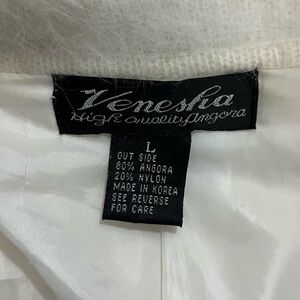 Venesha
High Quality Angora
L
OUT SIDE
80% ANGORA
20% NYLON
MADE IN KOREA
SEE REVERSE
FOR CARE